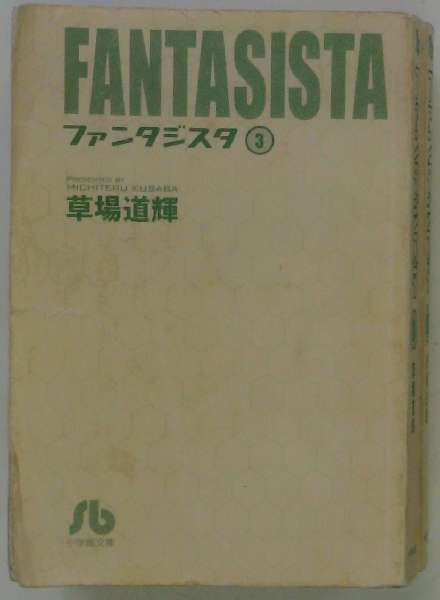 FANTASISTA
ファンタジスタ ③
PRESENTED BY
MICHITERU KUSABA
草場道輝
sb
小学館文庫